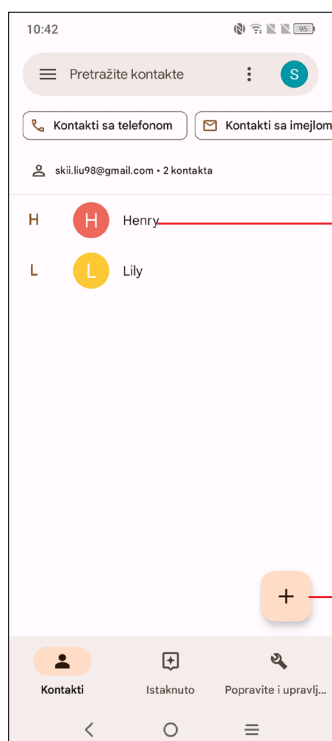 10:42
95
Pretražite kontakte
S
Kontakti sa telefonom
Kontakti sa imejlom
skii.liu98@gmail.com • 2 kontakta
H
H
Henry
L
L
Lily
+
Kontakti
Istaknuto
Popravite i upravlj...